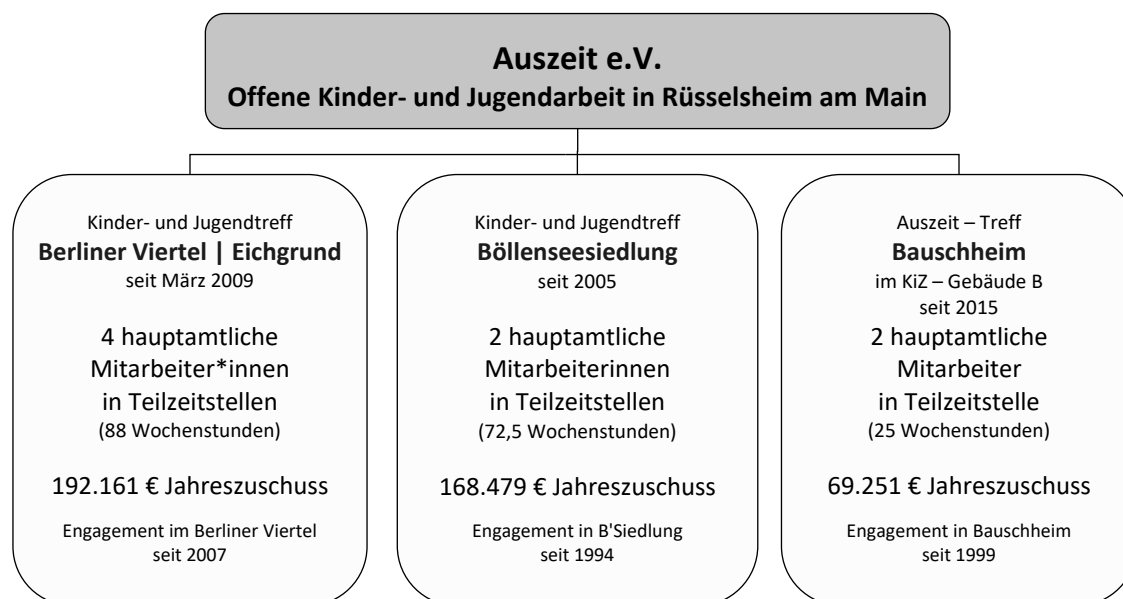 Auszeit e.V.
Offene Kinder- und Jugendarbeit in Rüsselsheim am Main
Kinder- und Jugendtreff
Berliner Viertel | Eichgrund
seit März 2009
4 hauptamtliche
Mitarbeiter*innen
in Teilzeitstellen
(88 Wochenstunden)
192.161 € Jahreszuschuss
Engagement im Berliner Viertel
seit 2007
Kinder- und Jugendtreff
Böllenseesiedlung
seit 2005
2 hauptamtliche
Mitarbeiterinnen
in Teilzeitstellen
(72,5 Wochenstunden)
168.479 € Jahreszuschuss
Engagement in B'Siedlung
seit 1994
Auszeit – Treff
Bauschheim
im KiZ – Gebäude B
seit 2015
2 hauptamtliche
Mitarbeiter
in Teilzeitstelle
(25 Wochenstunden)
69.251 € Jahreszuschuss
Engagement in Bauschheim
seit 1999